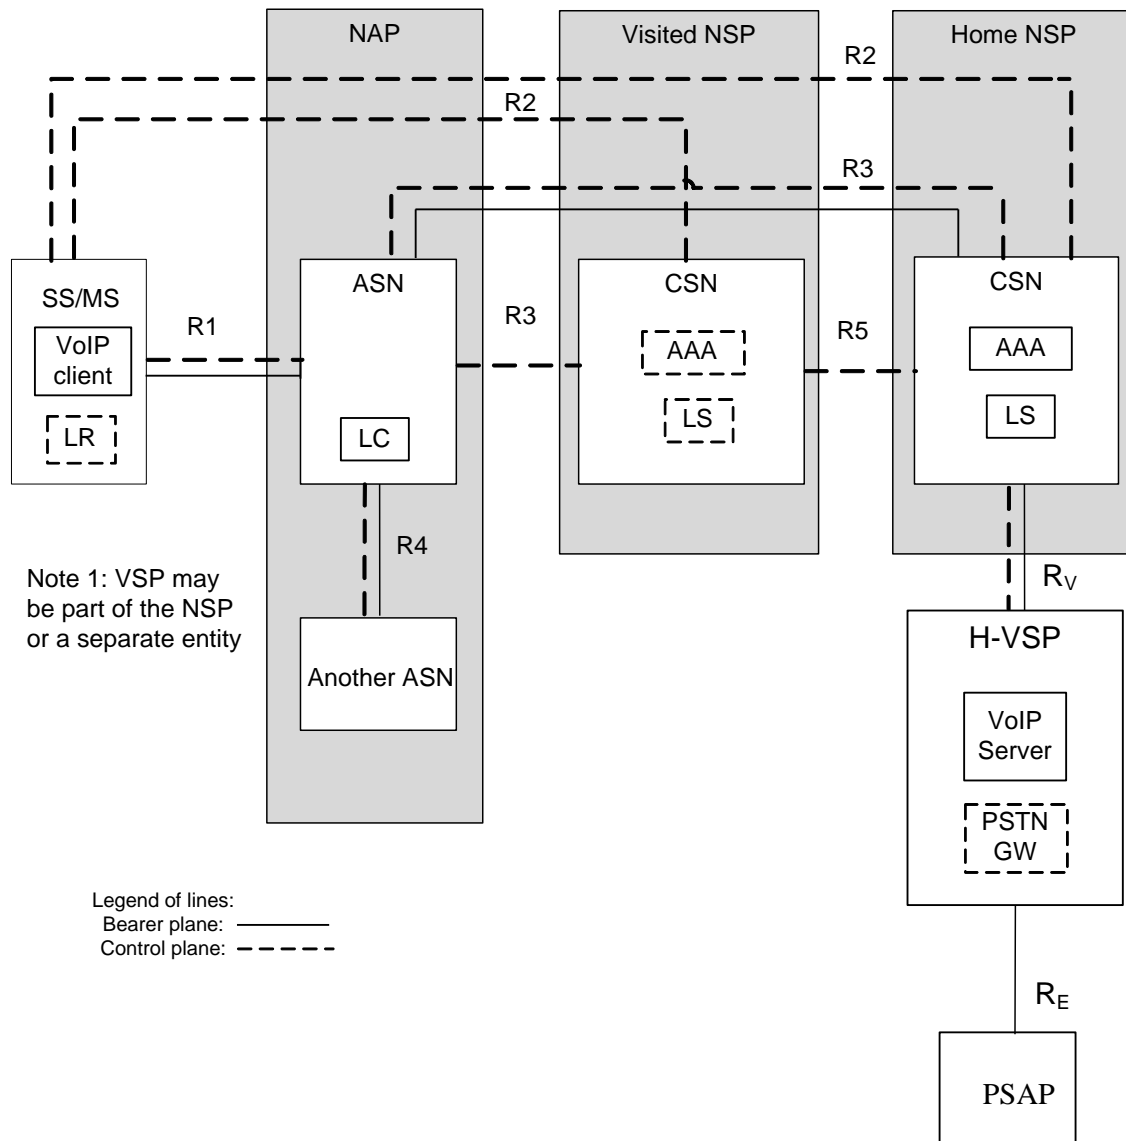 NAP
Visited NSP
Home NSP
R2
R2
R3
SS/MS
ASN
CSN
CSN
R1
R3
R5
VoIP
client
AAA
AAA
LR
LC
LS
LS
R4
Note 1: VSP may
be part of the NSP
or a separate entity
RV
H-VSP
Another ASN
VoIP
Server
PSTN
GW
Legend of lines:
Bearer plane:
Control plane:
RE
PSAP